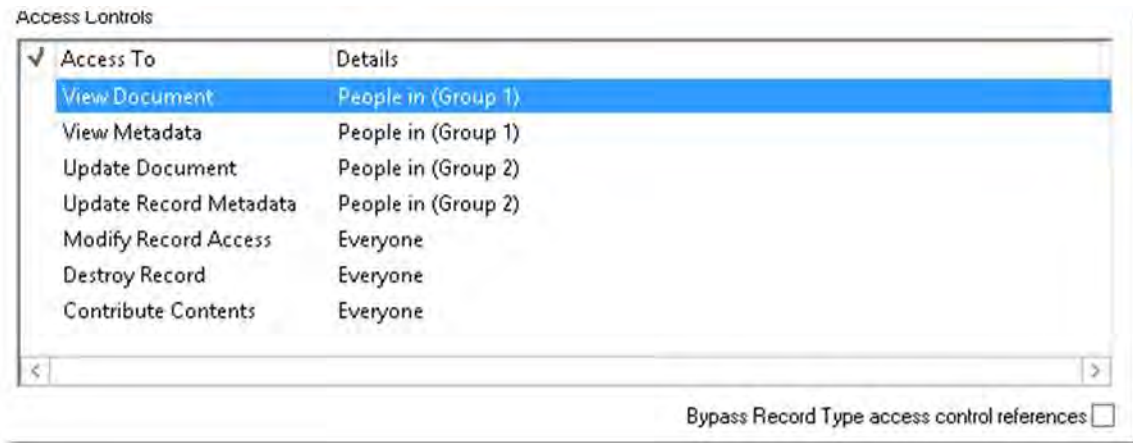 Access Controls
Access To Details
View Document People in (Group 1)
View Metadata People in (Group 1)
Update Document People in (Group 2)
Update Record Metadata People in (Group 2)
Modify Record Access Everyone
Destroy Record Everyone
Contribute Contents Everyone
Bypass Record Type access control references